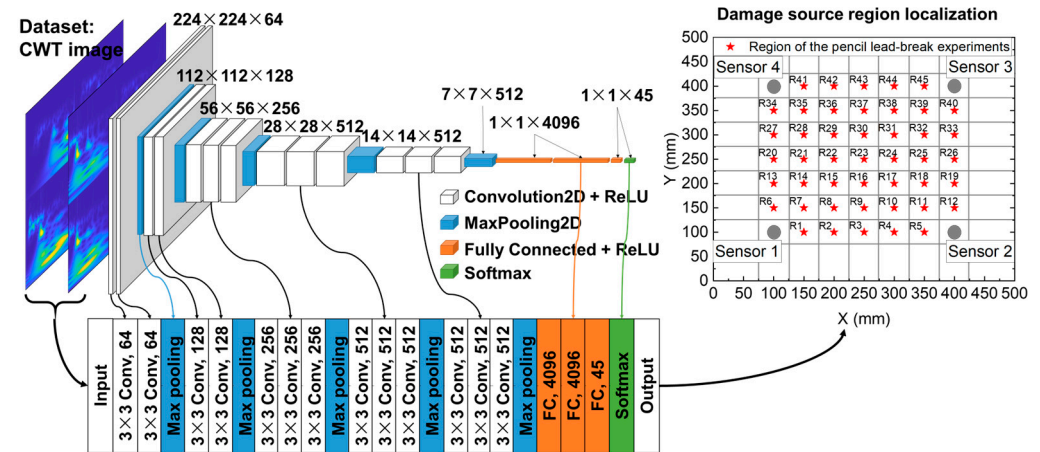 Dataset:
CWT image
224×224×64
112×112×128
56×56×256
28×28×512
14×14×512
7×7×512
1×1×4096
1×1×45
Convolution2D + ReLU
MaxPooling2D
Fully Connected + ReLU
Softmax
Input
3×3 Conv, 64
3×3 Conv, 64
Max pooling
3×3 Conv, 128
3×3 Conv, 128
Max pooling
3×3 Conv, 256
3×3 Conv, 256
3×3 Conv, 256
Max pooling
3×3 Conv, 512
3×3 Conv, 512
3×3 Conv, 512
Max pooling
3×3 Conv, 512
3×3 Conv, 512
3×3 Conv, 512
Max pooling
FC, 4096
FC, 4096
FC, 45
Softmax
Output
Damage source region localization
Region of the pencil lead-break experiments
Sensor 4
Sensor 3
R41 R42 R43 R44 R45
R34 R35 R36 R37 R38 R39 R40
R27 R28 R29 R30 R31 R32 R33
R20 R21 R22 R23 R24 R25 R26
R13 R14 R15 R16 R17 R18 R19
R6 R7 R8 R9 R10 R11 R12
R1 R2 R3 R4 R5
Sensor 1
Sensor 2
Y (mm)
500
450
400
350
300
250
200
150
100
50
0
0 50 100 150 200 250 300 350 400 450 500
X (mm)